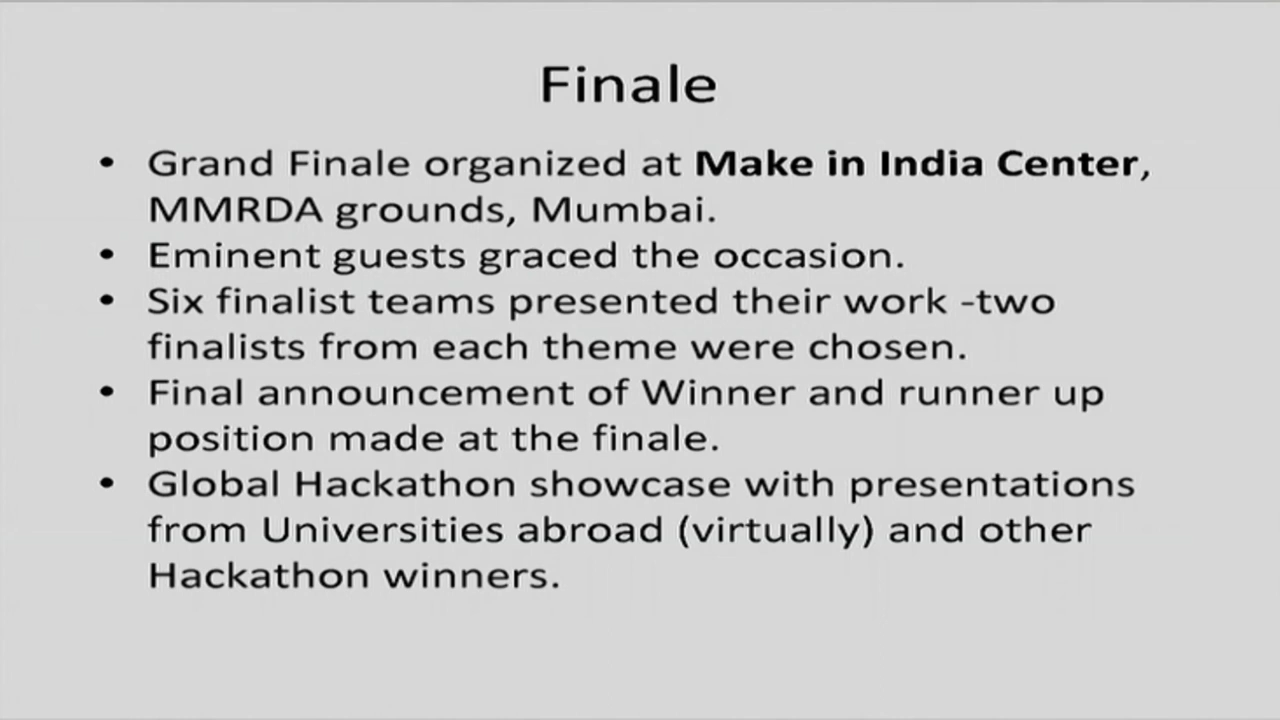 Finale
• Grand Finale organized at Make in India Center,
MMRDA grounds, Mumbai.
• Eminent guests graced the occasion.
• Six finalist teams presented their work -two
finalists from each theme were chosen.
• Final announcement of Winner and runner up
position made at the finale.
• Global Hackathon showcase with presentations
from Universities abroad (virtually) and other
Hackathon winners.